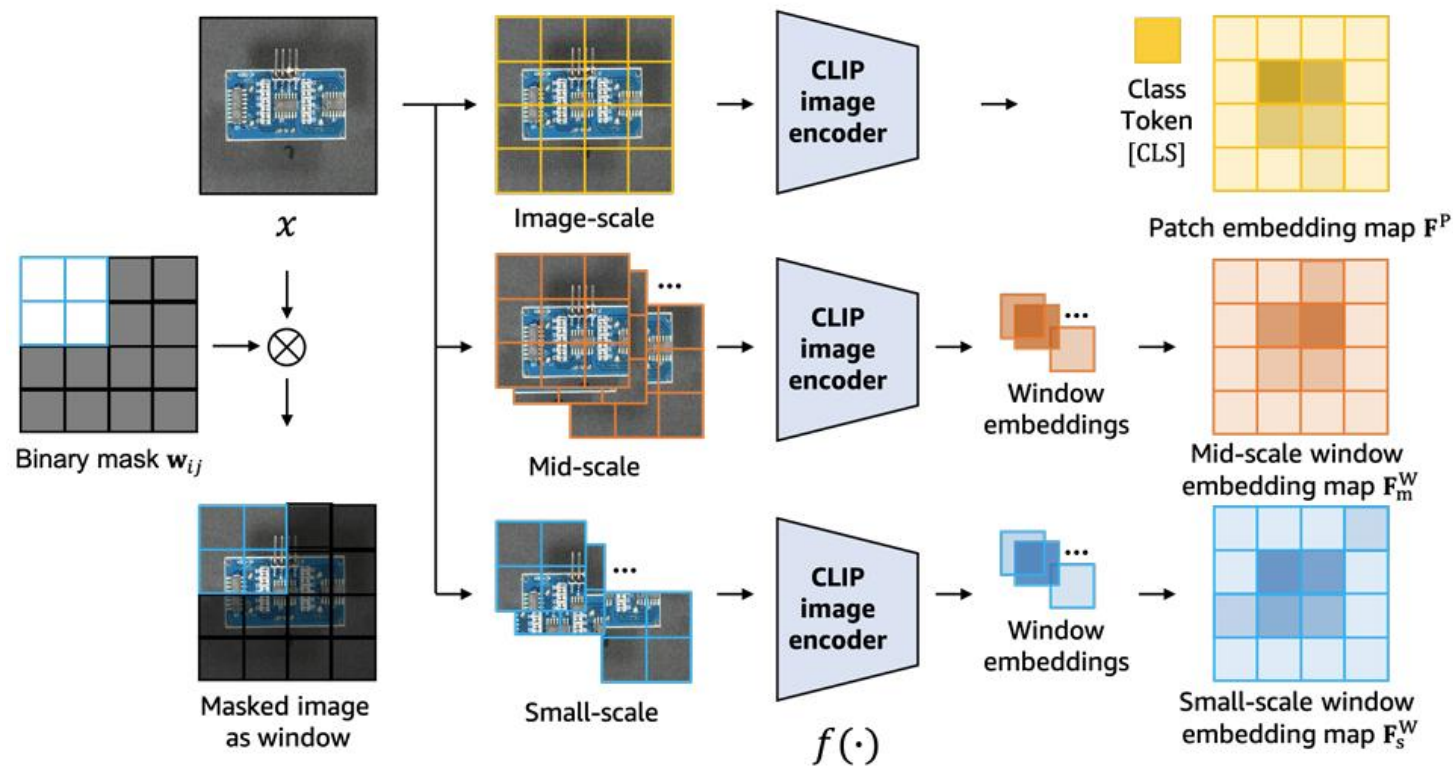 CLIP
image
encoder
Class
Token
[CLS]
x
Image-scale
Patch embedding map F^P
...
CLIP
image
encoder
...
Window
embeddings
Binary mask w_ij
Mid-scale
Mid-scale window
embedding map F_m^W
...
CLIP
image
encoder
...
Window
embeddings
Masked image
as window
Small-scale
f(·)
Small-scale window
embedding map F_s^W